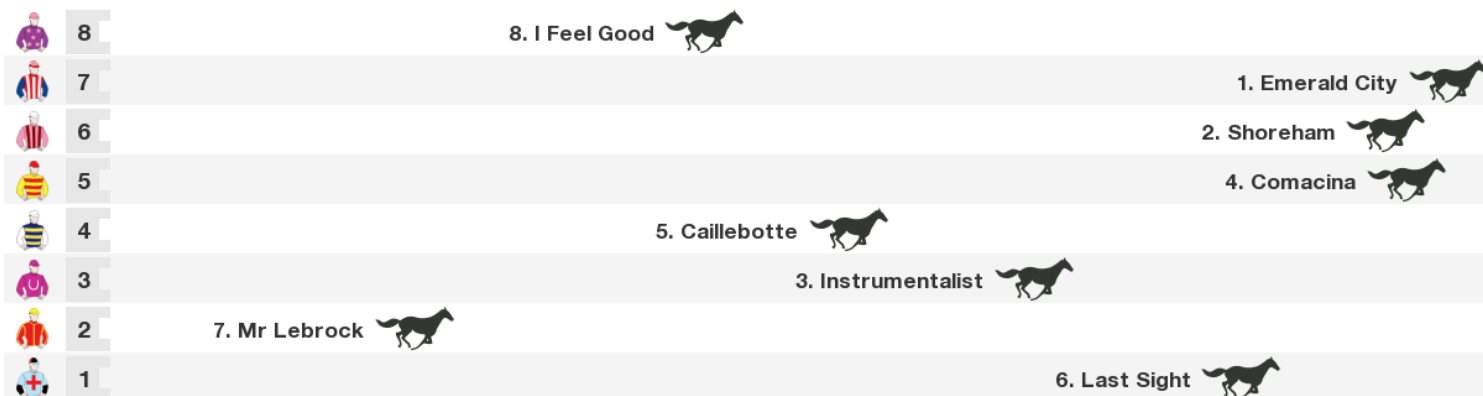 8 8. I Feel Good
7 1. Emerald City
6 2. Shoreham
5 4. Comacina
4 5. Caillebotte
3 3. Instrumentalist
2 7. Mr Lebrock
1 6. Last Sight